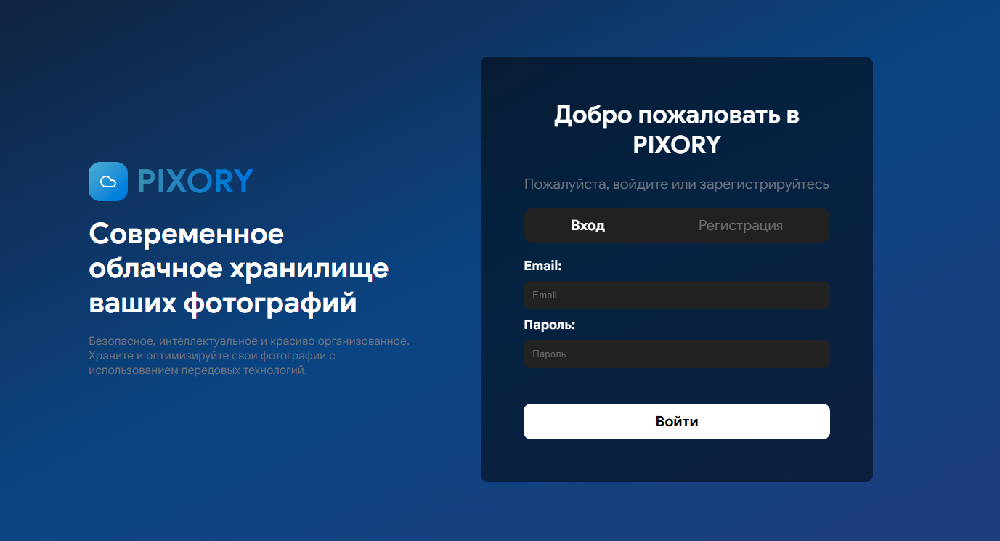 PIXORY
Современное
облачное хранилище
ваших фотографий
Безопасное, интеллектуальное и красиво организованное.
Храните и оптимизируйте свои фотографии с
использованием передовых технологий.
Добро пожаловать в
PIXORY
Пожалуйста, войдите или зарегистрируйтесь
Вход Регистрация
Email:
Email
Пароль:
Пароль
Войти